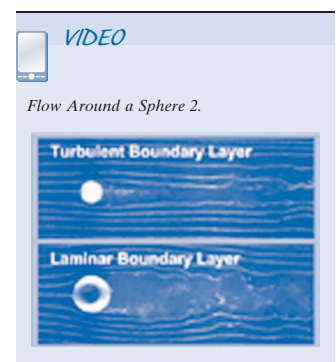 VIDEO
Flow Around a Sphere 2.
Turbulent Boundary Layer
Laminar Boundary Layer